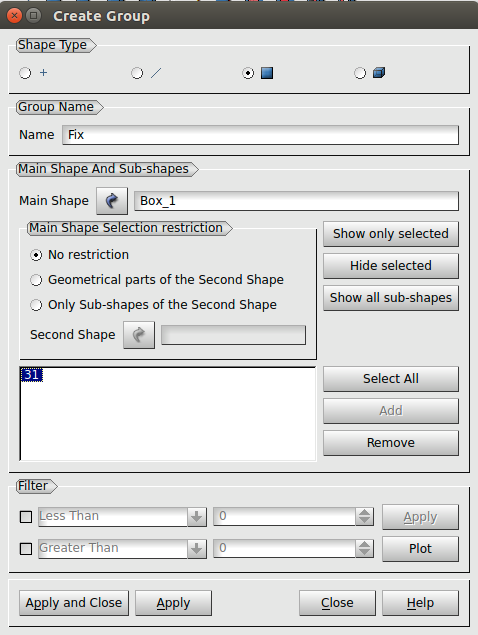 Create Group
Shape Type
Group Name
Name Fix
Main Shape And Sub-shapes
Main Shape Box_1
Main Shape Selection restriction
No restriction
Geometrical parts of the Second Shape
Only Sub-shapes of the Second Shape
Second Shape
Show only selected
Hide selected
Show all sub-shapes
31
Select All
Add
Remove
Filter
Less Than 0 Apply
Greater Than 0 Plot
Apply and Close Apply Close Help